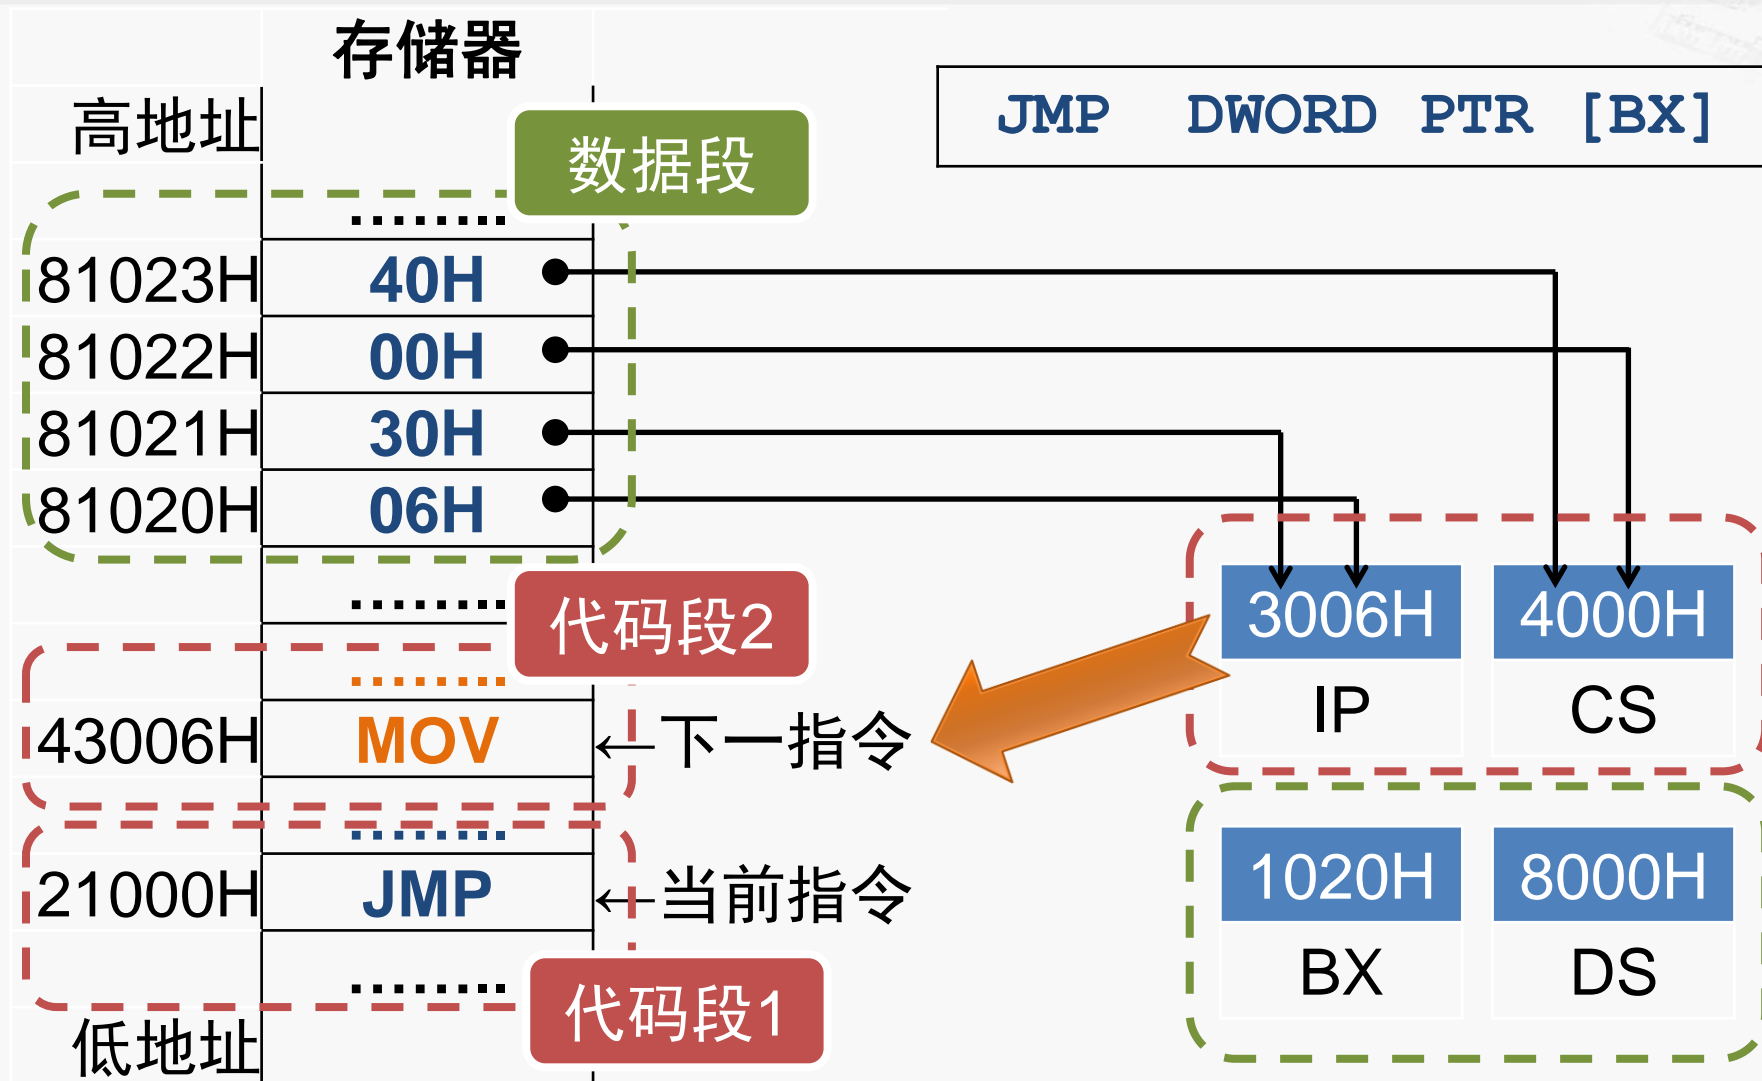 存储器
JMP DWORD PTR [BX]
高地址
数据段
........
81023H 40H
81022H 00H
81021H 30H
81020H 06H
........
代码段2
3006H 4000H
IP CS
........
43006H MOV ←下一指令
........
21000H JMP ←当前指令
1020H 8000H
BX DS
........
代码段1
低地址